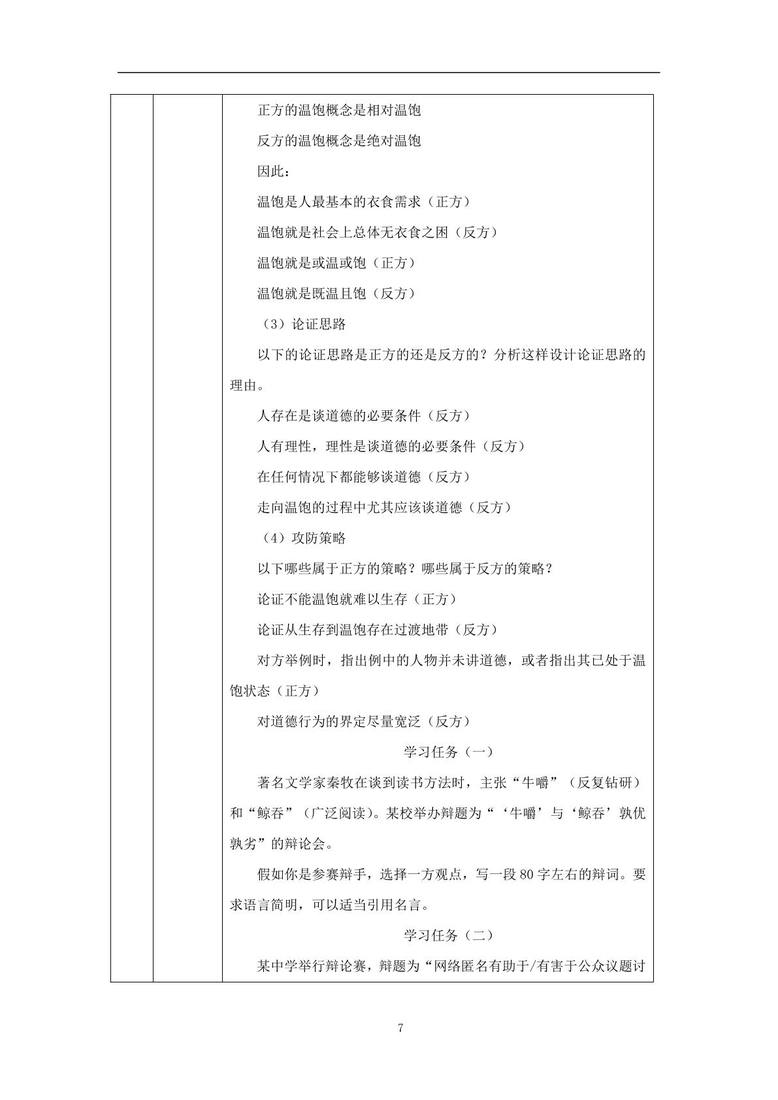 正方的温饱概念是相对温饱
反方的温饱概念是绝对温饱
因此：
温饱是人最基本的衣食需求（正方）
温饱就是社会上总体无衣食之困（反方）
温饱就是或温或饱（正方）
温饱就是既温且饱（反方）
（3）论证思路
以下的论证思路是正方的还是反方的？分析这样设计论证思路的
理由。
人存在是谈道德的必要条件（反方）
人有理性，理性是谈道德的必要条件（反方）
在任何情况下都能够谈道德（反方）
走向温饱的过程中尤其应该谈道德（反方）
（4）攻防策略
以下哪些属于正方的策略？哪些属于反方的策略？
论证不能温饱就难以生存（正方）
论证从生存到温饱存在过渡地带（反方）
对方举例时，指出例中的人物并未讲道德，或者指出其已处于温
饱状态（正方）
对道德行为的界定尽量宽泛（反方）
学习任务（一）
著名文学家秦牧在谈到读书方法时，主张“牛嚼”（反复钻研）
和“鲸吞”（广泛阅读）。某校举办辩题为“‘牛嚼’与‘鲸吞’孰优
孰劣”的辩论会。
假如你是参赛辩手，选择一方观点，写一段 80 字左右的辩词。要
求语言简明，可以适当引用名言。
学习任务（二）
某中学举行辩论赛，辩题为“网络匿名有助于/有害于公众议题讨
7